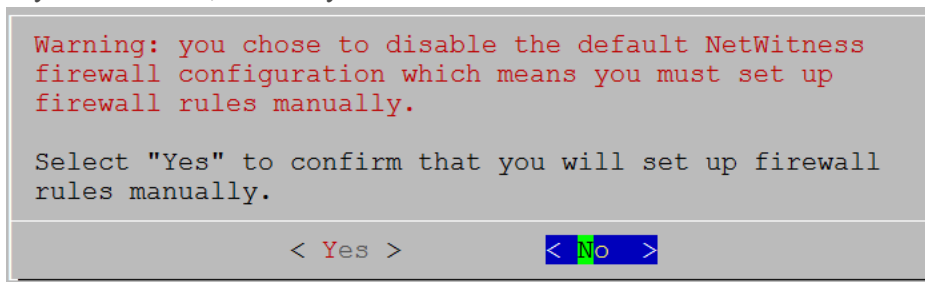 Warning: you chose to disable the default NetWitness
firewall configuration which means you must set up
firewall rules manually.
Select "Yes" to confirm that you will set up firewall
rules manually.
< Yes > < No >